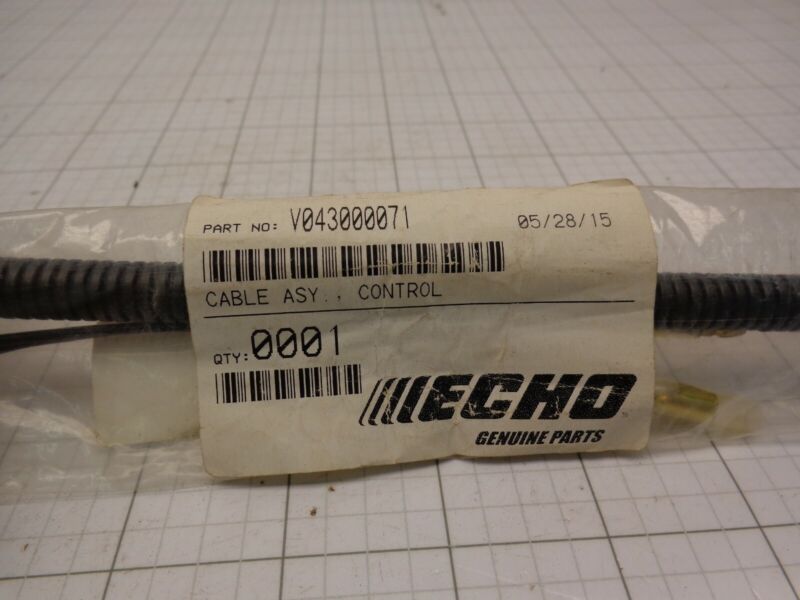 PART NO: V043000071 05/28/15
CABLE ASY., CONTROL
QTY: 0001
ECHO
GENUINE PARTS